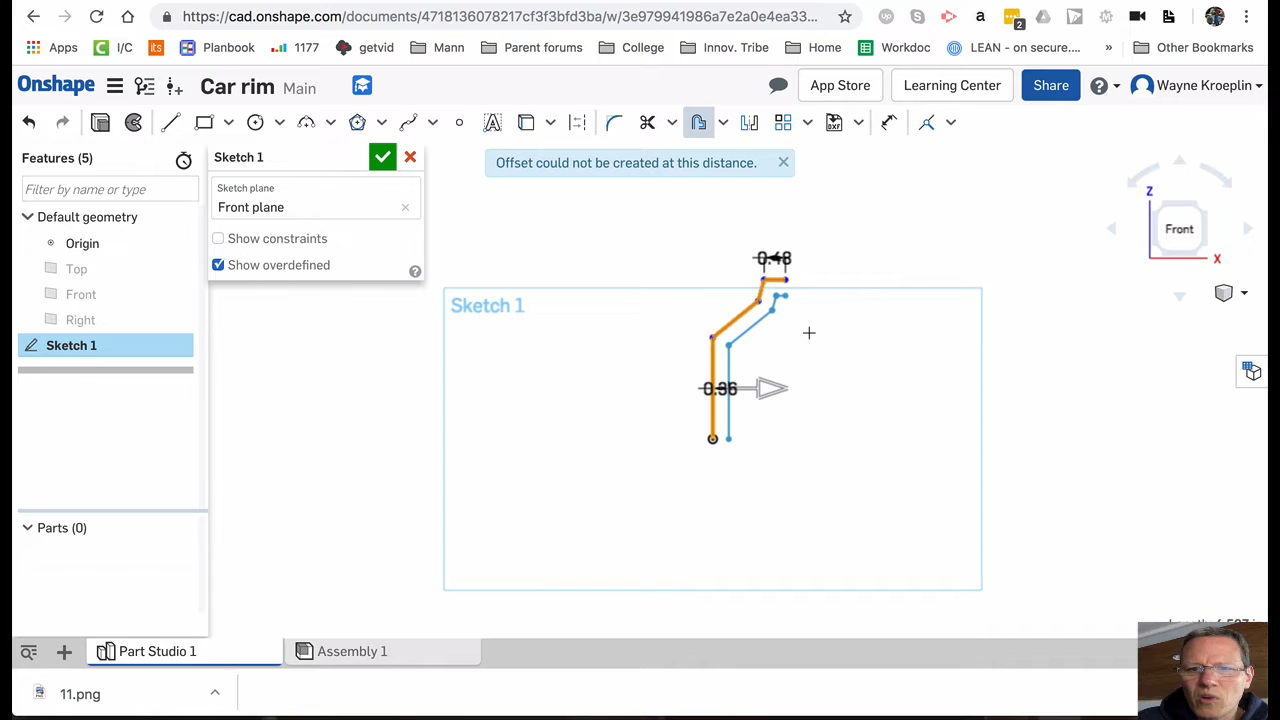 https://cad.onshape.com/documents/4718136078217cf3f3bfd3ba/w/3e979941986a7e2a0e4ea33...
2
Apps
I/C
its
Planbook
1177
getvid
Mann
Parent forums
College
Innov. Tribe
Home
Workdoc
LEAN - on secure....
»
Other Bookmarks
Onshape
Car rim
Main
App Store
Learning Center
Share
Wayne Kroeplin
DXF
Features (5)
Sketch 1
Offset could not be created at this distance.
Filter by name or type
Sketch plane
Front plane
Default geometry
Origin
Show constraints
Top
Show overdefined
Front
Right
Sketch 1
Sketch 1
0.48
0.36
Z
Front
X
Parts (0)
Part Studio 1
Assembly 1
11.png